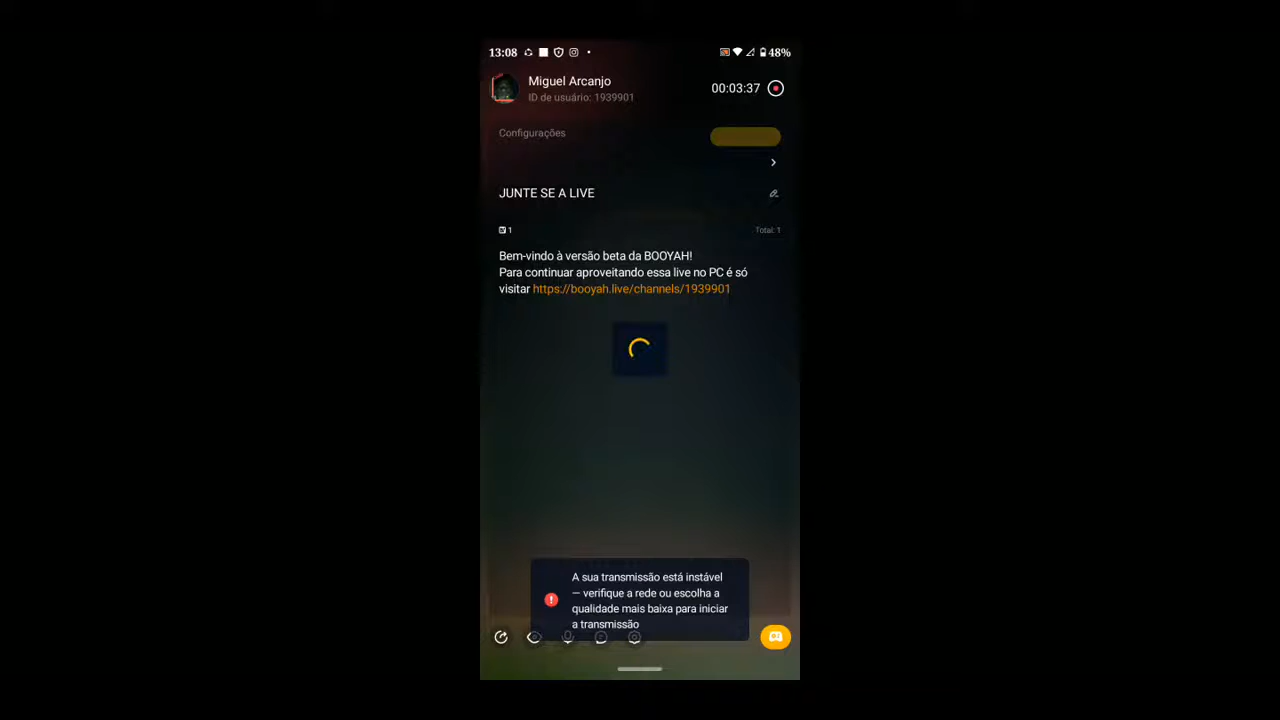 13:08 48%
Miguel Arcanjo
ID de usuário: 1939901
00:03:37
Configurações
JUNTE SE A LIVE
1 Total: 1
Bem-vindo à versão beta da BOOYAH!
Para continuar aproveitando essa live no PC é só
visitar https://booyah.live/channels/1939901
A sua transmissão está instável
— verifique a rede ou escolha a
qualidade mais baixa para iniciar
a transmissão